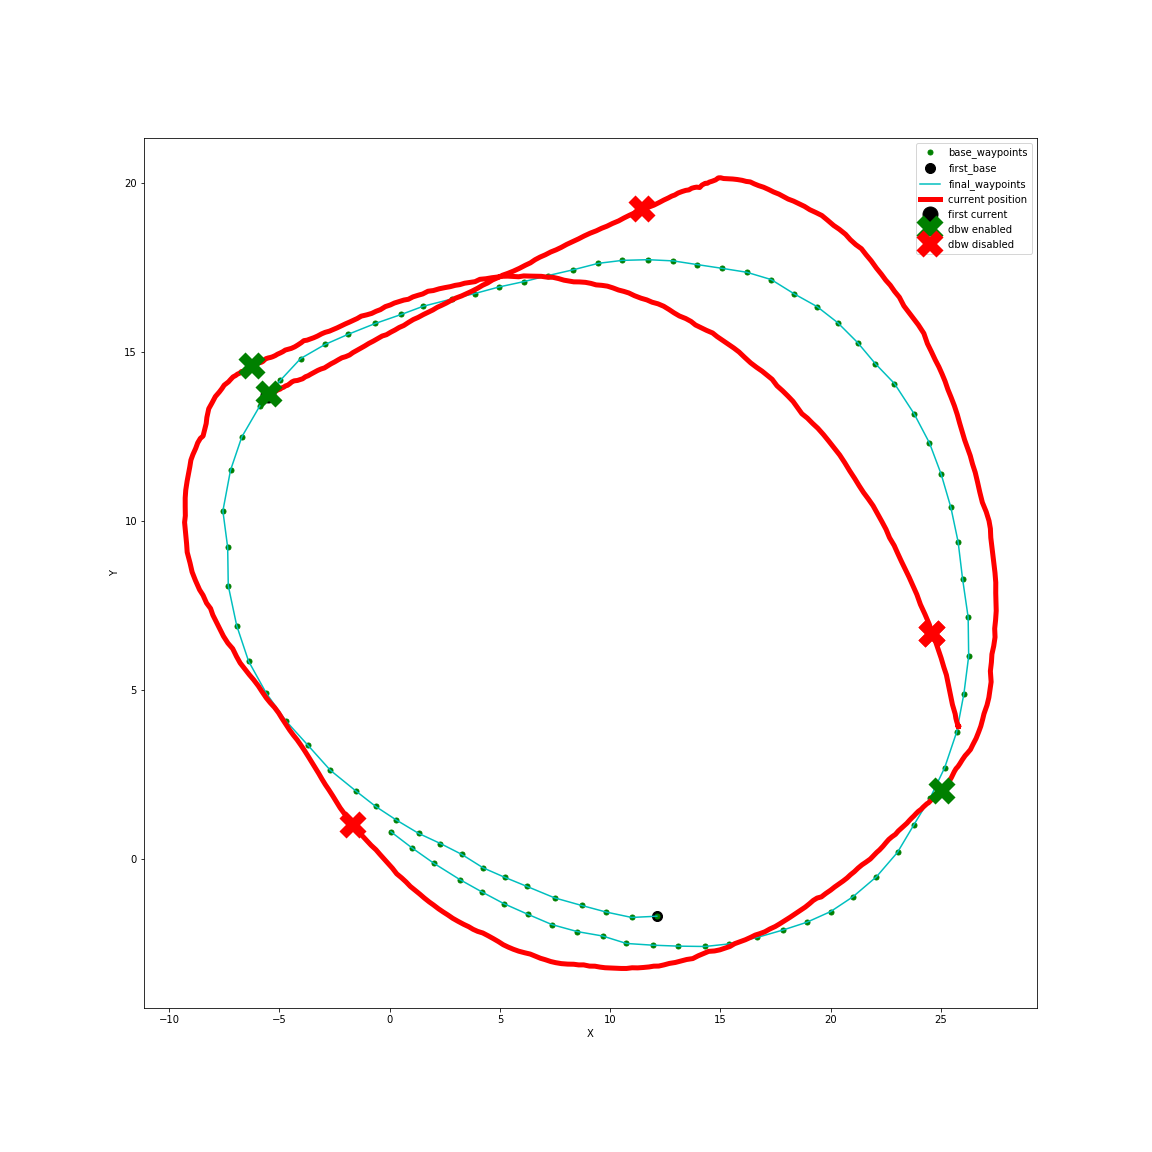 base_waypoints
first_base
final_waypoints
current position
first current
dbw enabled
dbw disabled
20
15
10
5
0
Y
−10 −5 0 5 10 15 20 25
X